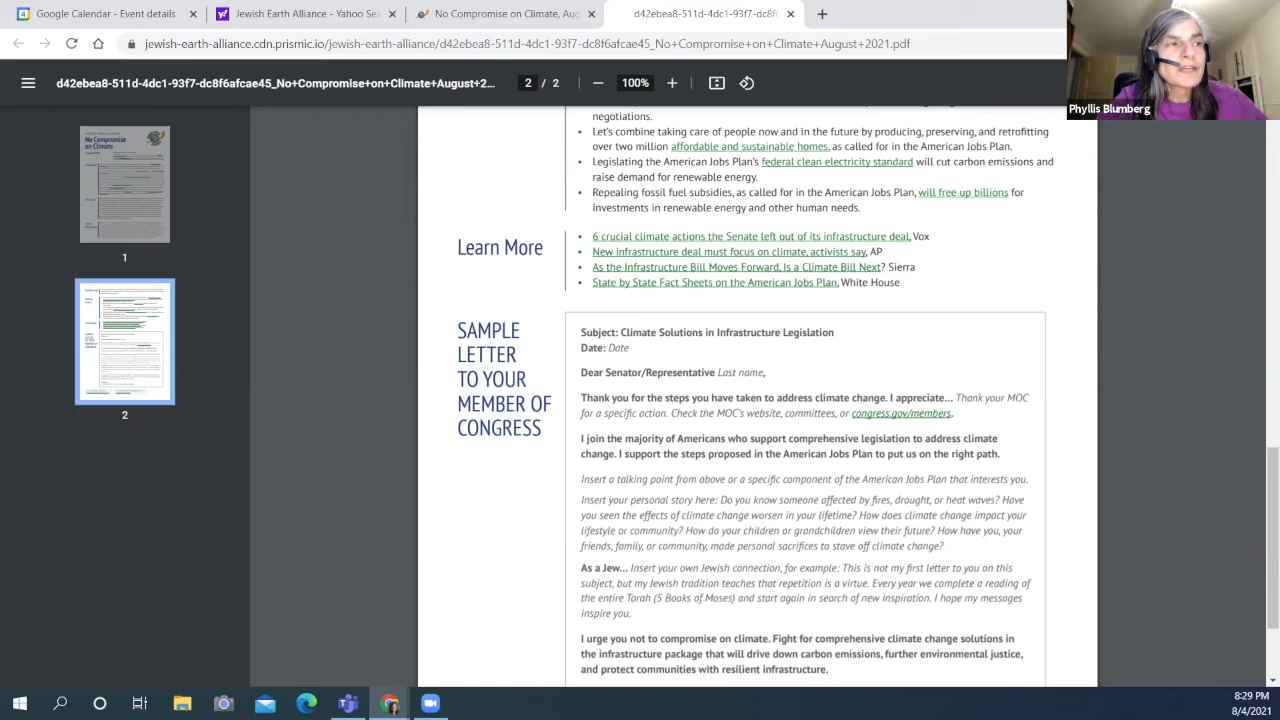 Google Calendar - Wednesday, A
Jewish Earth Alliance - Yahoo Sea
No Compromise on Climate, Aug
d42ebea8-511d-4dc1-93f7-dc8f6
jewish-earth-alliance.cdn.prismic.io/jewish-earth-alliance/d42ebea8-511d-4dc1-93f7-dc8f6afcae45_No+Compromise+on+Climate+August+2021.pdf
d42ebea8-511d-4dc1-93f7-dc8f6afcae45_No+Compromise+on+Climate+August+2...
2 / 2
100%
Phyllis Blumberg
No Compromise
on Climate
1
2
negotiations.
• Let's combine taking care of people now and in the future by producing, preserving, and retrofitting
over two million affordable and sustainable homes, as called for in the American Jobs Plan.
• Legislating the American Jobs Plan's federal clean electricity standard will cut carbon emissions and
raise demand for renewable energy.
• Repealing fossil fuel subsidies, as called for in the American Jobs Plan, will free up billions for
investments in renewable energy and other human needs.
Learn More
• 6 crucial climate actions the Senate left out of its infrastructure deal, Vox
• New infrastructure deal must focus on climate, activists say, AP
• As the Infrastructure Bill Moves Forward, Is a Climate Bill Next? Sierra
• State by State Fact Sheets on the American Jobs Plan, White House
SAMPLE
LETTER
TO YOUR
MEMBER OF
CONGRESS
Subject: Climate Solutions in Infrastructure Legislation
Date: Date
Dear Senator/Representative Last name,
Thank you for the steps you have taken to address climate change. I appreciate... Thank your MOC
for a specific action. Check the MOC's website, committees, or congress.gov/members.
I join the majority of Americans who support comprehensive legislation to address climate
change. I support the steps proposed in the American Jobs Plan to put us on the right path.
Insert a talking point from above or a specific component of the American Jobs Plan that interests you.
Insert your personal story here: Do you know someone affected by fires, drought, or heat waves? Have
you seen the effects of climate change worsen in your lifetime? How does climate change impact your
lifestyle or community? How do your children or grandchildren view their future? How have you, your
friends, family, or community, made personal sacrifices to stave off climate change?
As a Jew... Insert your own Jewish connection, for example: This is not my first letter to you on this
subject, but my Jewish tradition teaches that repetition is a virtue. Every year we complete a reading of
the entire Torah (5 Books of Moses) and start again in search of new inspiration. I hope my messages
inspire you.
I urge you not to compromise on climate. Fight for comprehensive climate change solutions in
the infrastructure package that will drive down carbon emissions, further environmental justice,
and protect communities with resilient infrastructure.
8:29 PM
8/4/2021